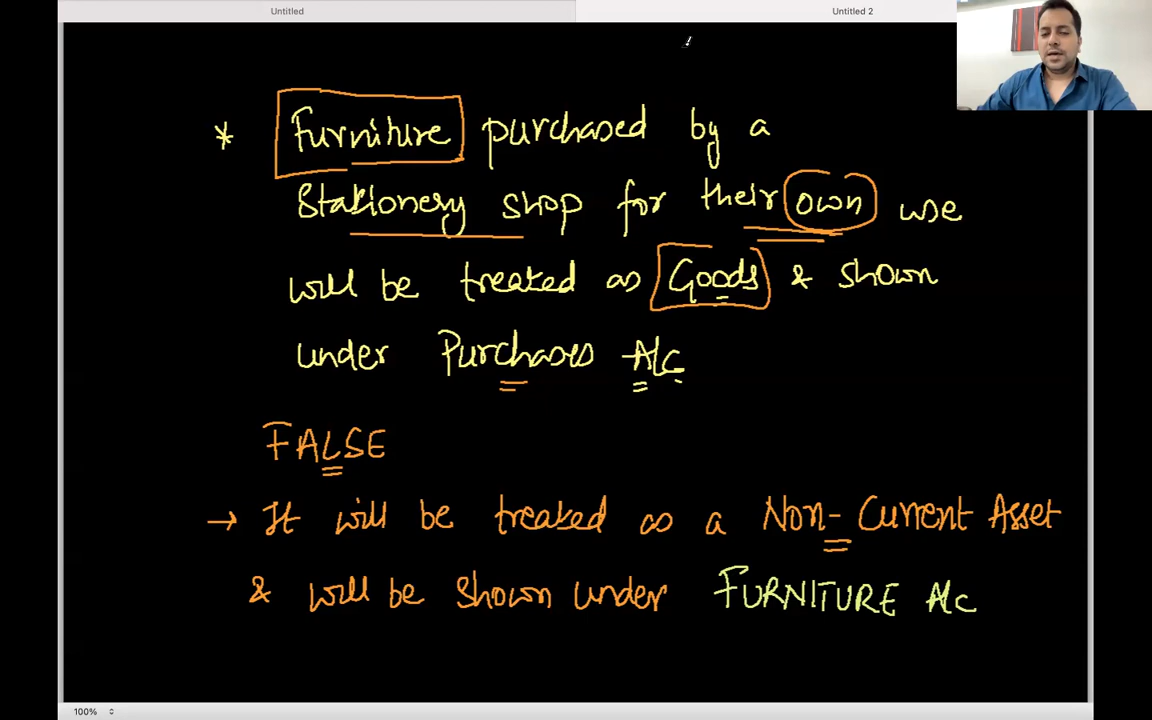 Untitled
Untitled 2
* Furniture purchased by a
Stationery shop for their own use
will be treated as Goods & shown
under Purchases A/c
FALSE
→ It will be treated as a Non-Current Asset
& will be shown under FURNITURE A/c
100%